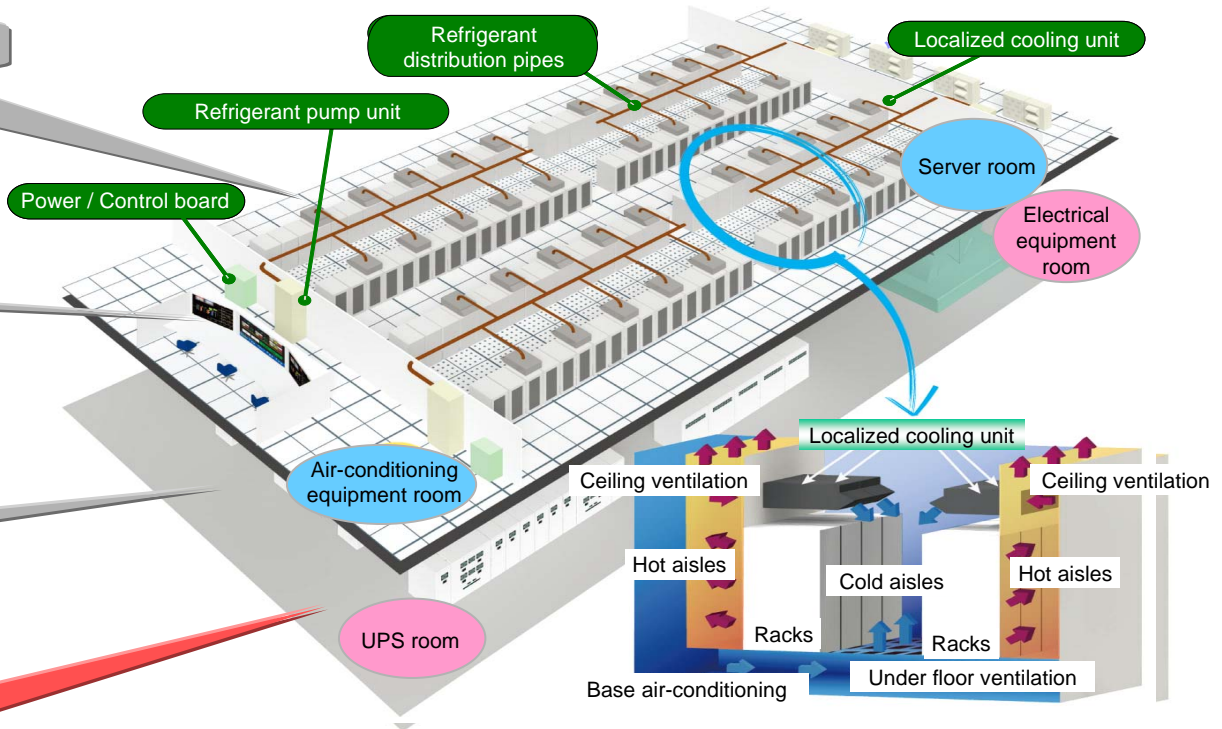 Refrigerant
distribution pipes
Localized cooling unit
Refrigerant pump unit
Power / Control board
Server room
Electrical
equipment
room
Air-conditioning
equipment room
UPS room
Localized cooling unit
Ceiling ventilation
Ceiling ventilation
Hot aisles
Cold aisles
Hot aisles
Racks
Racks
Base air-conditioning
Under floor ventilation